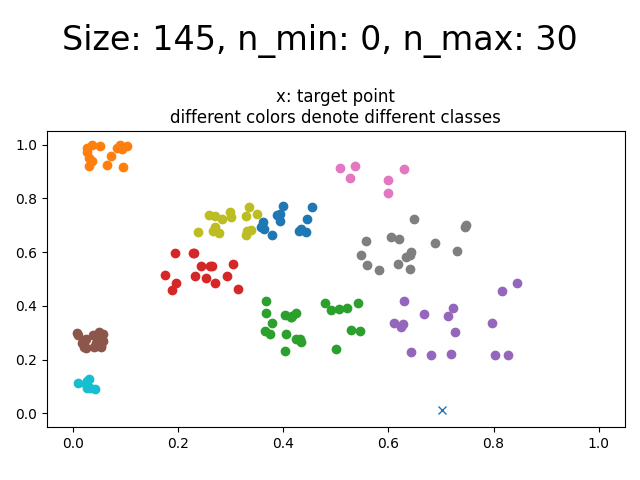 Size: 145, n_min: 0, n_max: 30
x: target point
different colors denote different classes
1.0
0.8
0.6
0.4
0.2
0.0
0.0 0.2 0.4 0.6 0.8 1.0